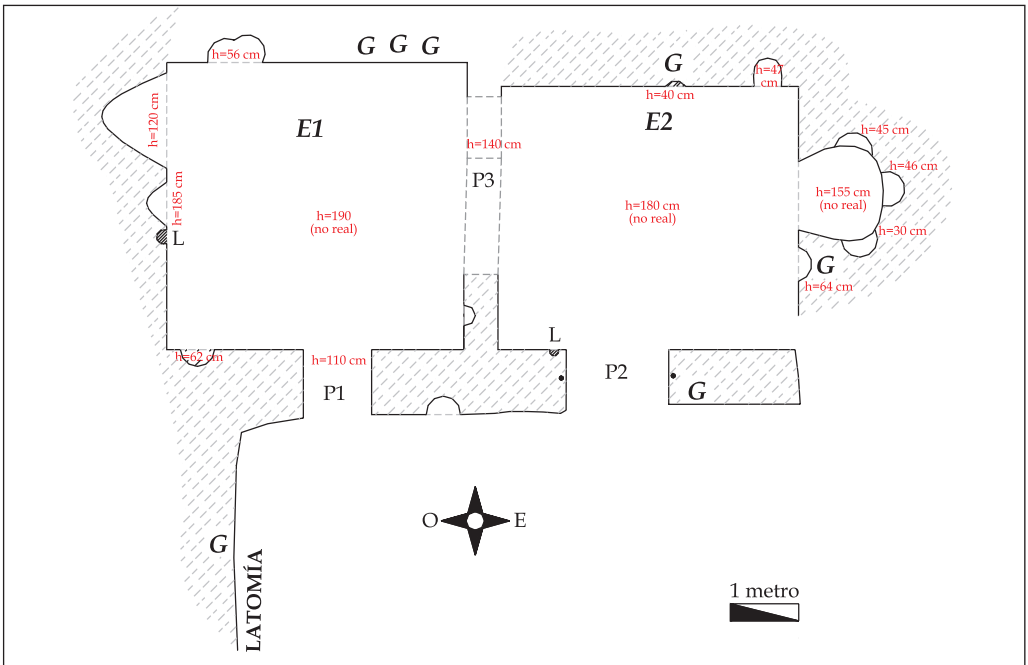 G G G
h=56 cm
G
h=47
cm
h=40 cm
h=120 cm
E1
E2
h=45 cm
h=140 cm
h=46 cm
P3
h=185 cm
h=190
(no real)
h=180 cm
(no real)
h=155 cm
(no real)
L
h=30 cm
G
h=64 cm
L
h=62 cm
h=110 cm
P1
P2
G
O
E
G
LATOMÍA
1 metro